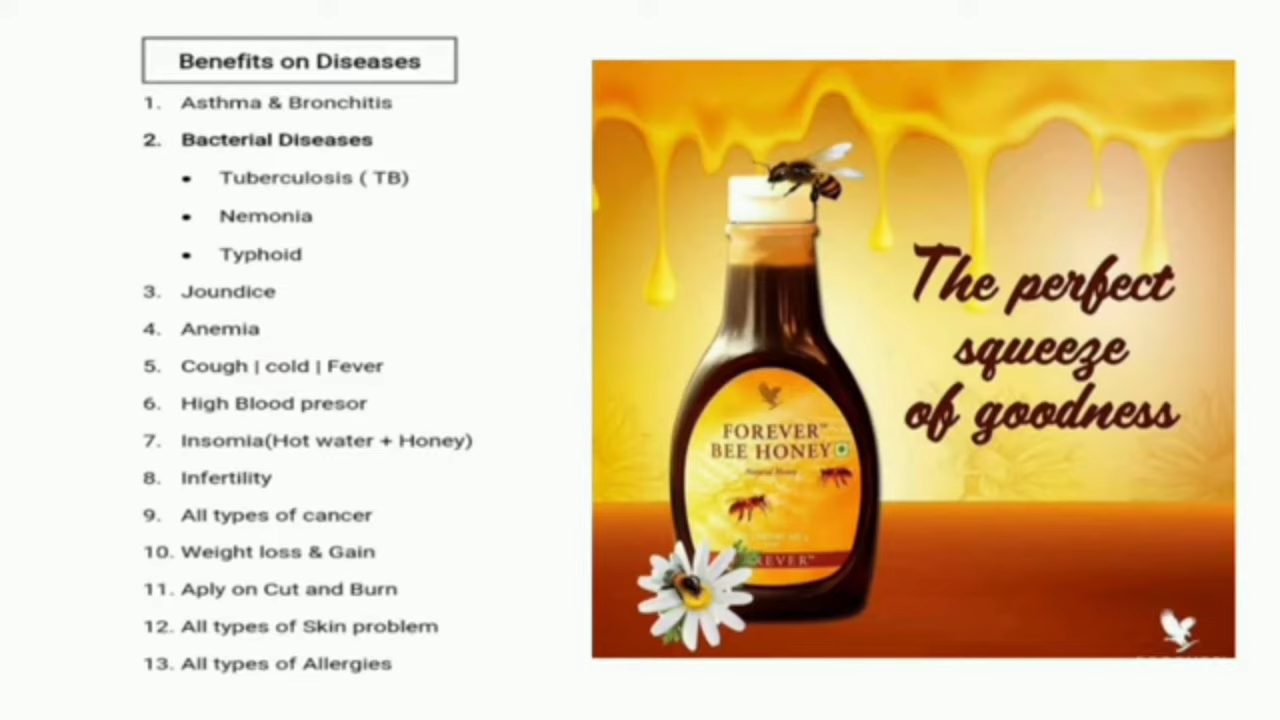 Benefits on Diseases
1. Asthma & Bronchitis
2. Bacterial Diseases
• Tuberculosis ( TB)
• Nemonia
• Typhoid
3. Joundice
4. Anemia
5. Cough | cold | Fever
6. High Blood presor
7. Insomia(Hot water + Honey)
8. Infertility
9. All types of cancer
10. Weight loss & Gain
11. Aply on Cut and Burn
12. All types of Skin problem
13. All types of Allergies
The perfect
squeeze
of goodness
FOREVER™
BEE HONEY
Natural Honey